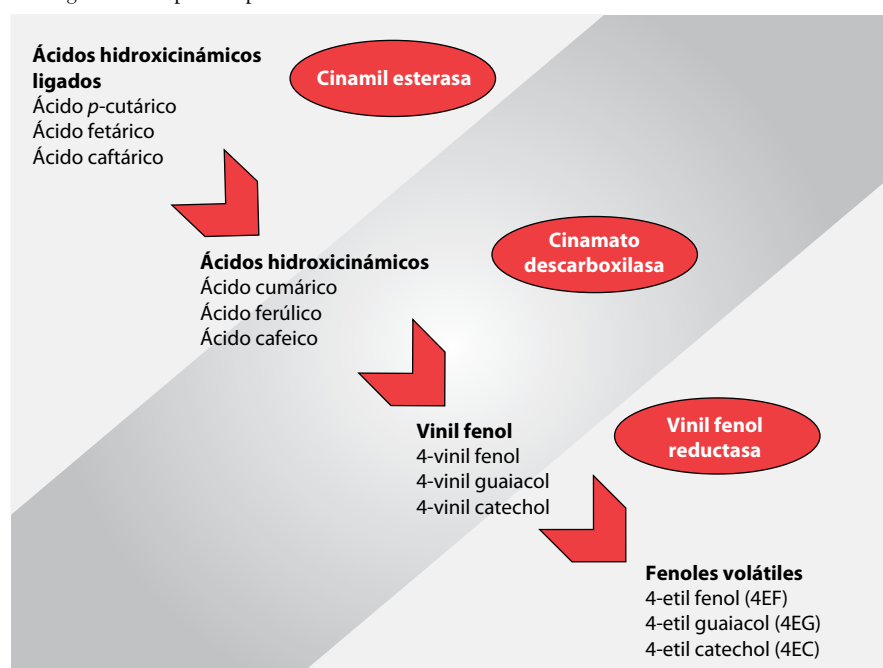 Ácidos hidroxicinámicos
ligados
Ácido p-cutárico
Ácido fetárico
Ácido caftárico
Cinamil esterasa
Ácidos hidroxicinámicos
Ácido cumárico
Ácido ferúlico
Ácido cafeico
Cinamato
descarboxilasa
Vinil fenol
4-vinil fenol
4-vinil guaiacol
4-vinil catechol
Vinil fenol
reductasa
Fenoles volátiles
4-etil fenol (4EF)
4-etil guaiacol (4EG)
4-etil catechol (4EC)